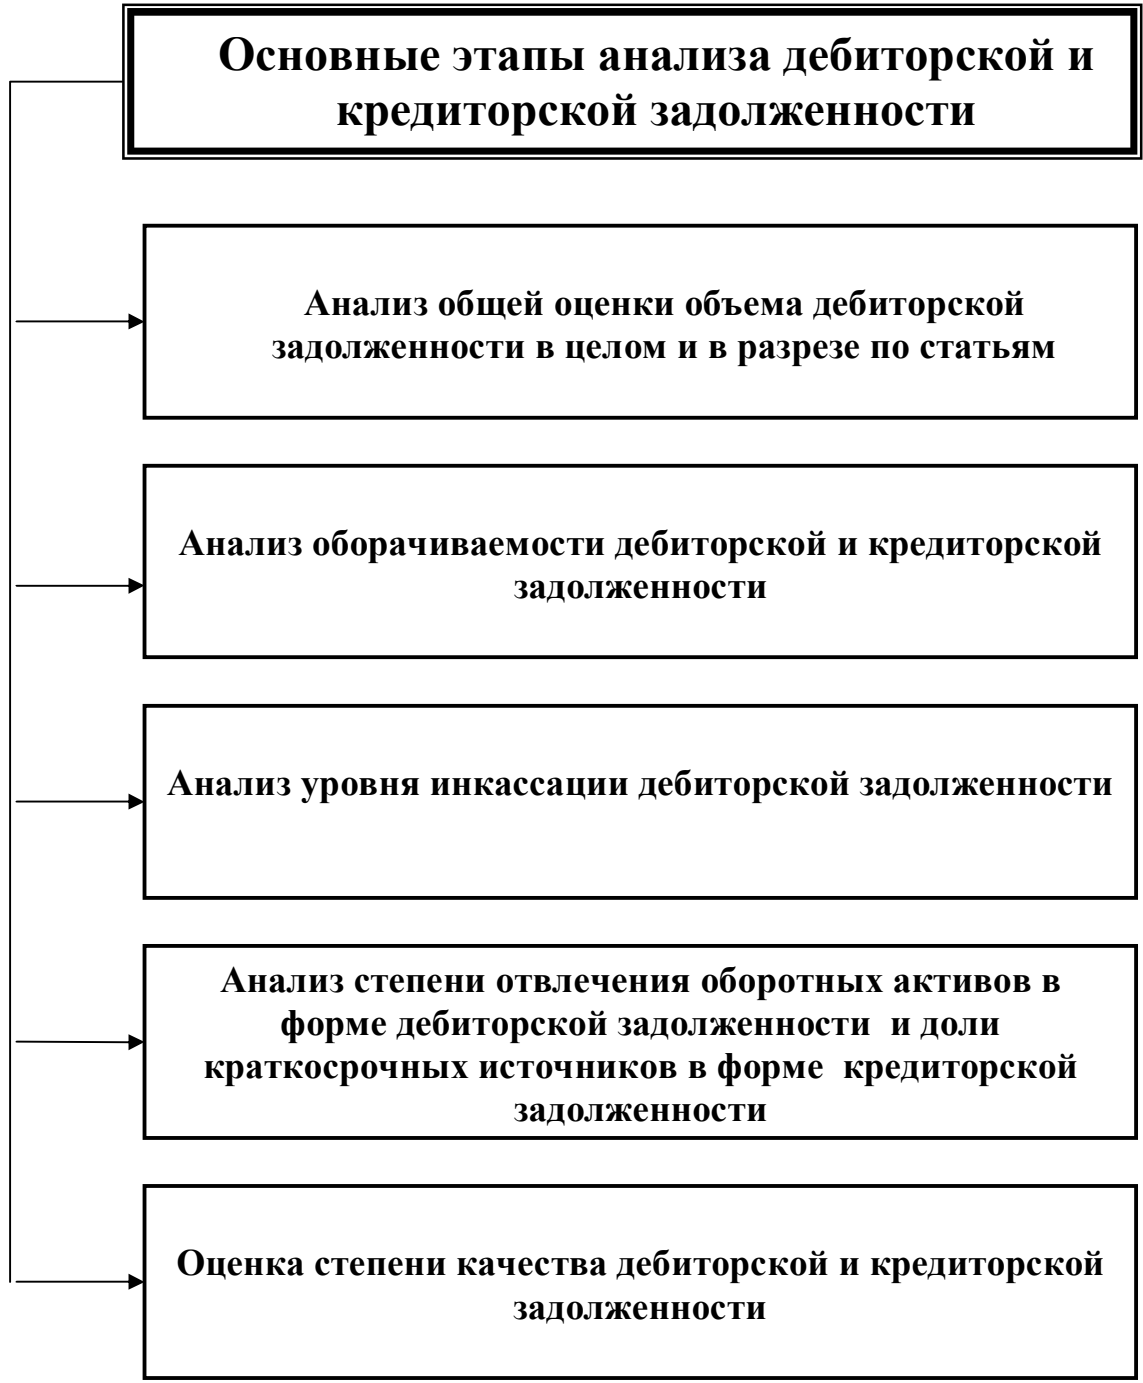 Основные этапы анализа дебиторской и
кредиторской задолженности
Анализ общей оценки объема дебиторской
задолженности в целом и в разрезе по статьям
Анализ оборачиваемости дебиторской и кредиторской
задолженности
Анализ уровня инкассации дебиторской задолженности
Анализ степени отвлечения оборотных активов в
форме дебиторской задолженности и доли
краткосрочных источников в форме кредиторской
задолженности
Оценка степени качества дебиторской и кредиторской
задолженности